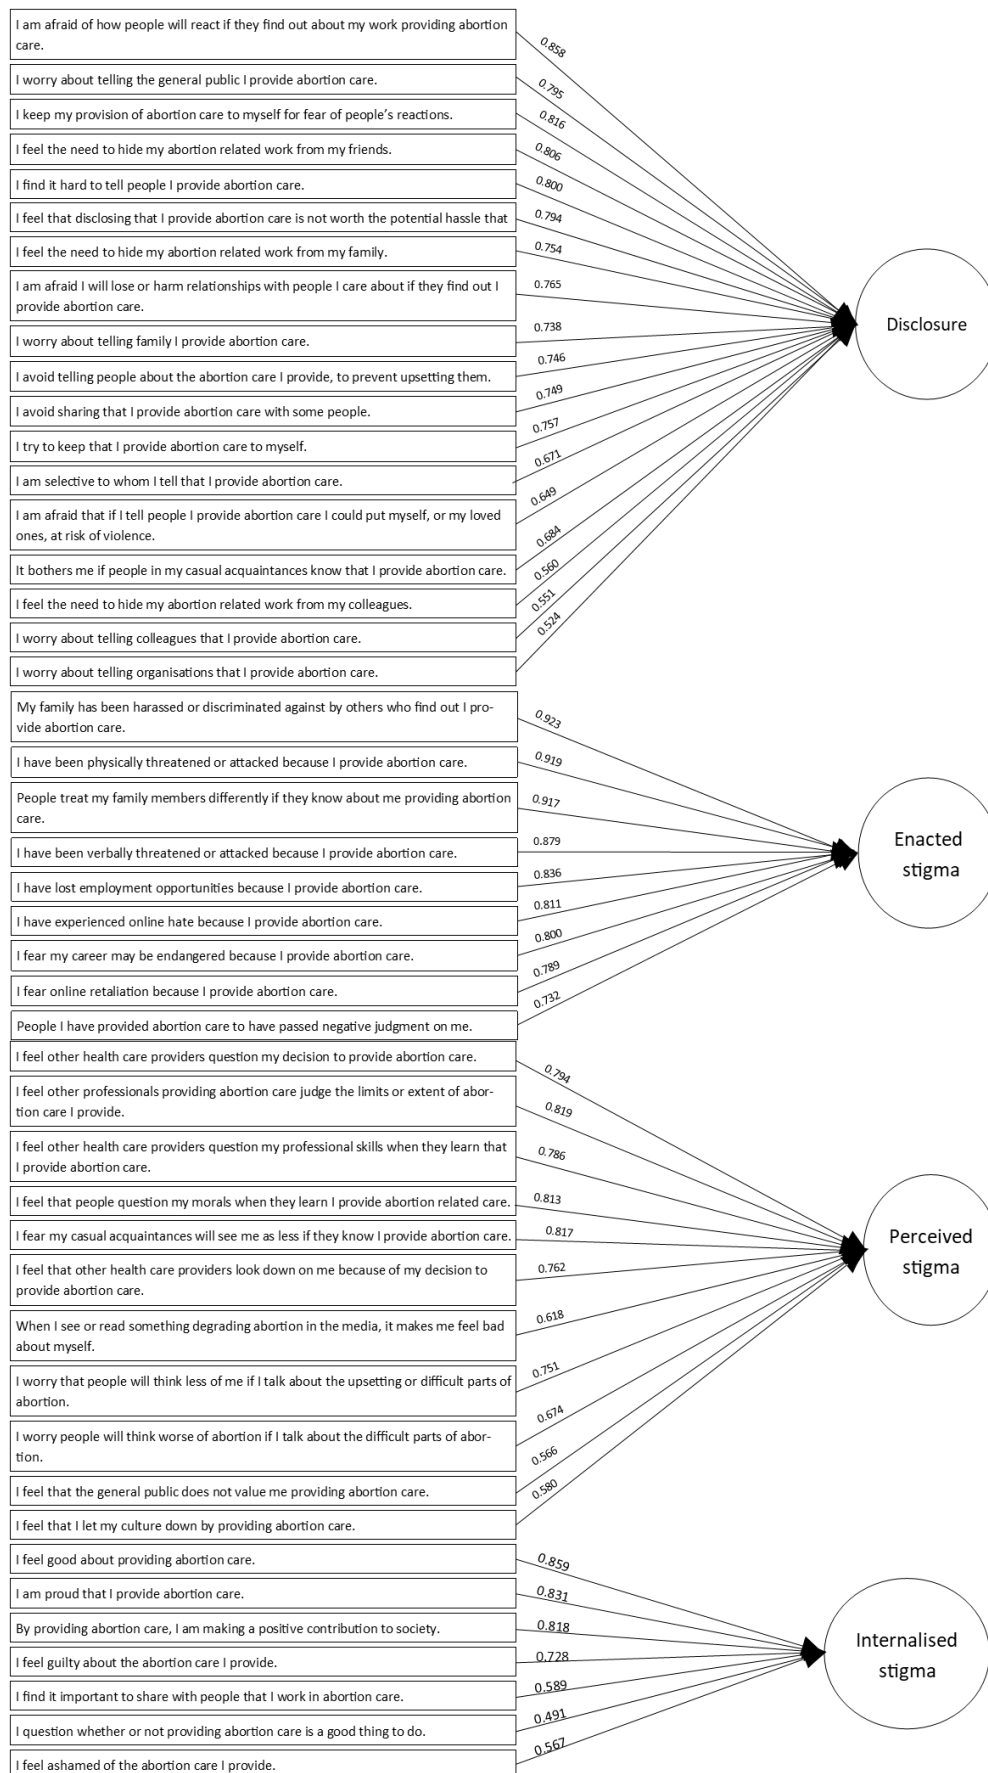 I am afraid of how people will react if they find out about my work providing abortion
care.
0.858
I worry about telling the general public I provide abortion care.
0.795
I keep my provision of abortion care to myself for fear of people’s reactions.
0.816
I feel the need to hide my abortion related work from my friends.
0.806
I find it hard to tell people I provide abortion care.
0.800
I feel that disclosing that I provide abortion care is not worth the potential hassle that
0.794
I feel the need to hide my abortion related work from my family.
0.754
I am afraid I will lose or harm relationships with people I care about if they find out I
provide abortion care.
0.765
I worry about telling family I provide abortion care.
0.738
I avoid telling people about the abortion care I provide, to prevent upsetting them.
0.746
I avoid sharing that I provide abortion care with some people.
0.749
I try to keep that I provide abortion care to myself.
0.757
I am selective to whom I tell that I provide abortion care.
0.671
I am afraid that if I tell people I provide abortion care I could put myself, or my loved
ones, at risk of violence.
0.649
It bothers me if people in my casual acquaintances know that I provide abortion care.
0.684
I feel the need to hide my abortion related work from my colleagues.
0.560
I worry about telling colleagues that I provide abortion care.
0.551
I worry about telling organisations that I provide abortion care.
0.524
Disclosure
My family has been harassed or discriminated against by others who find out I pro-
vide abortion care.
0.923
I have been physically threatened or attacked because I provide abortion care.
0.919
People treat my family members differently if they know about me providing abortion
care.
0.917
I have been verbally threatened or attacked because I provide abortion care.
0.879
I have lost employment opportunities because I provide abortion care.
0.836
I have experienced online hate because I provide abortion care.
0.811
I fear my career may be endangered because I provide abortion care.
0.800
I fear online retaliation because I provide abortion care.
0.789
People I have provided abortion care to have passed negative judgment on me.
0.732
Enacted
stigma
I feel other health care providers question my decision to provide abortion care.
0.794
I feel other professionals providing abortion care judge the limits or extent of abor-
tion care I provide.
0.819
I feel other health care providers question my professional skills when they learn that
I provide abortion care.
0.786
I feel that people question my morals when they learn I provide abortion related care.
0.813
I fear my casual acquaintances will see me as less if they know I provide abortion care.
0.817
I feel that other health care providers look down on me because of my decision to
provide abortion care.
0.762
When I see or read something degrading abortion in the media, it makes me feel bad
about myself.
0.618
I worry that people will think less of me if I talk about the upsetting or difficult parts of
abortion.
0.751
I worry people will think worse of abortion if I talk about the difficult parts of abor-
tion.
0.674
I feel that the general public does not value me providing abortion care.
0.566
I feel that I let my culture down by providing abortion care.
0.580
Perceived
stigma
I feel good about providing abortion care.
0.859
I am proud that I provide abortion care.
0.831
By providing abortion care, I am making a positive contribution to society.
0.818
I feel guilty about the abortion care I provide.
0.728
I find it important to share with people that I work in abortion care.
0.589
I question whether or not providing abortion care is a good thing to do.
0.491
I feel ashamed of the abortion care I provide.
0.567
Internalised
stigma